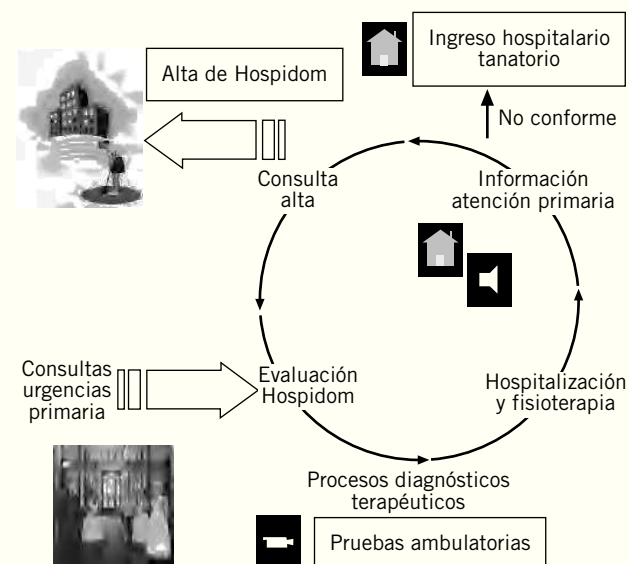 Ingreso hospitalario
tanatorio
Alta de Hospidom
No conforme
Consulta
alta
Información
atención primaria
Consultas
urgencias
primaria
Evaluación
Hospidom
Hospitalización
y fisioterapia
Procesos diagnósticos
terapéuticos
Pruebas ambulatorias